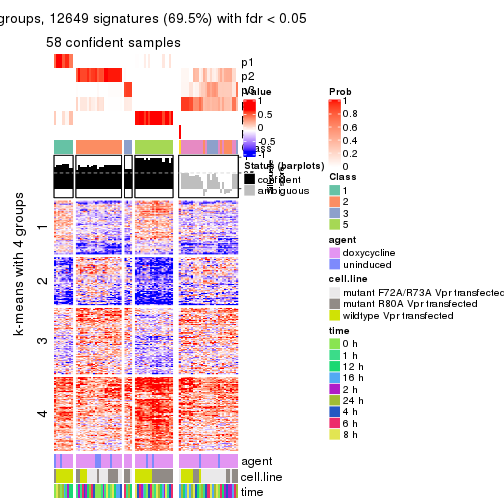 groups, 12649 signatures (69.5%) with fdr < 0.05
58 confident samples
p1
p2
Value
1
0.5
0
-0.5
-1
Prob
1
0.8
0.6
0.4
0.2
0
Status (barplots)
confident
ambiguous
Class
1
2
3
5
agent
doxycycline
uninduced
cell.line
mutant F72A/R73A Vpr transfected
mutant R80A Vpr transfected
wildtype Vpr transfected
time
0 h
1 h
12 h
16 h
2 h
24 h
4 h
6 h
8 h
k-means with 4 groups
1
2
3
4
agent
cell.line
time